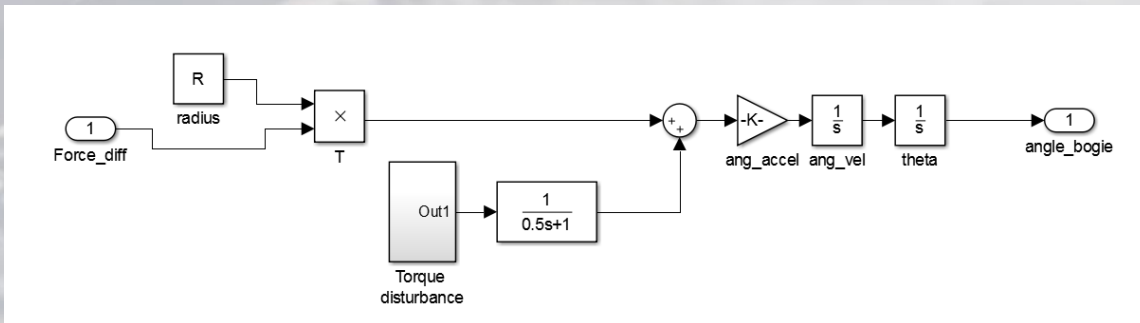 R
radius
1
Force_diff
×
T
+
+
-K-
ang_accel
1
s
ang_vel
1
s
theta
1
angle_bogie
Out1
Torque
disturbance
1
0.5s+1